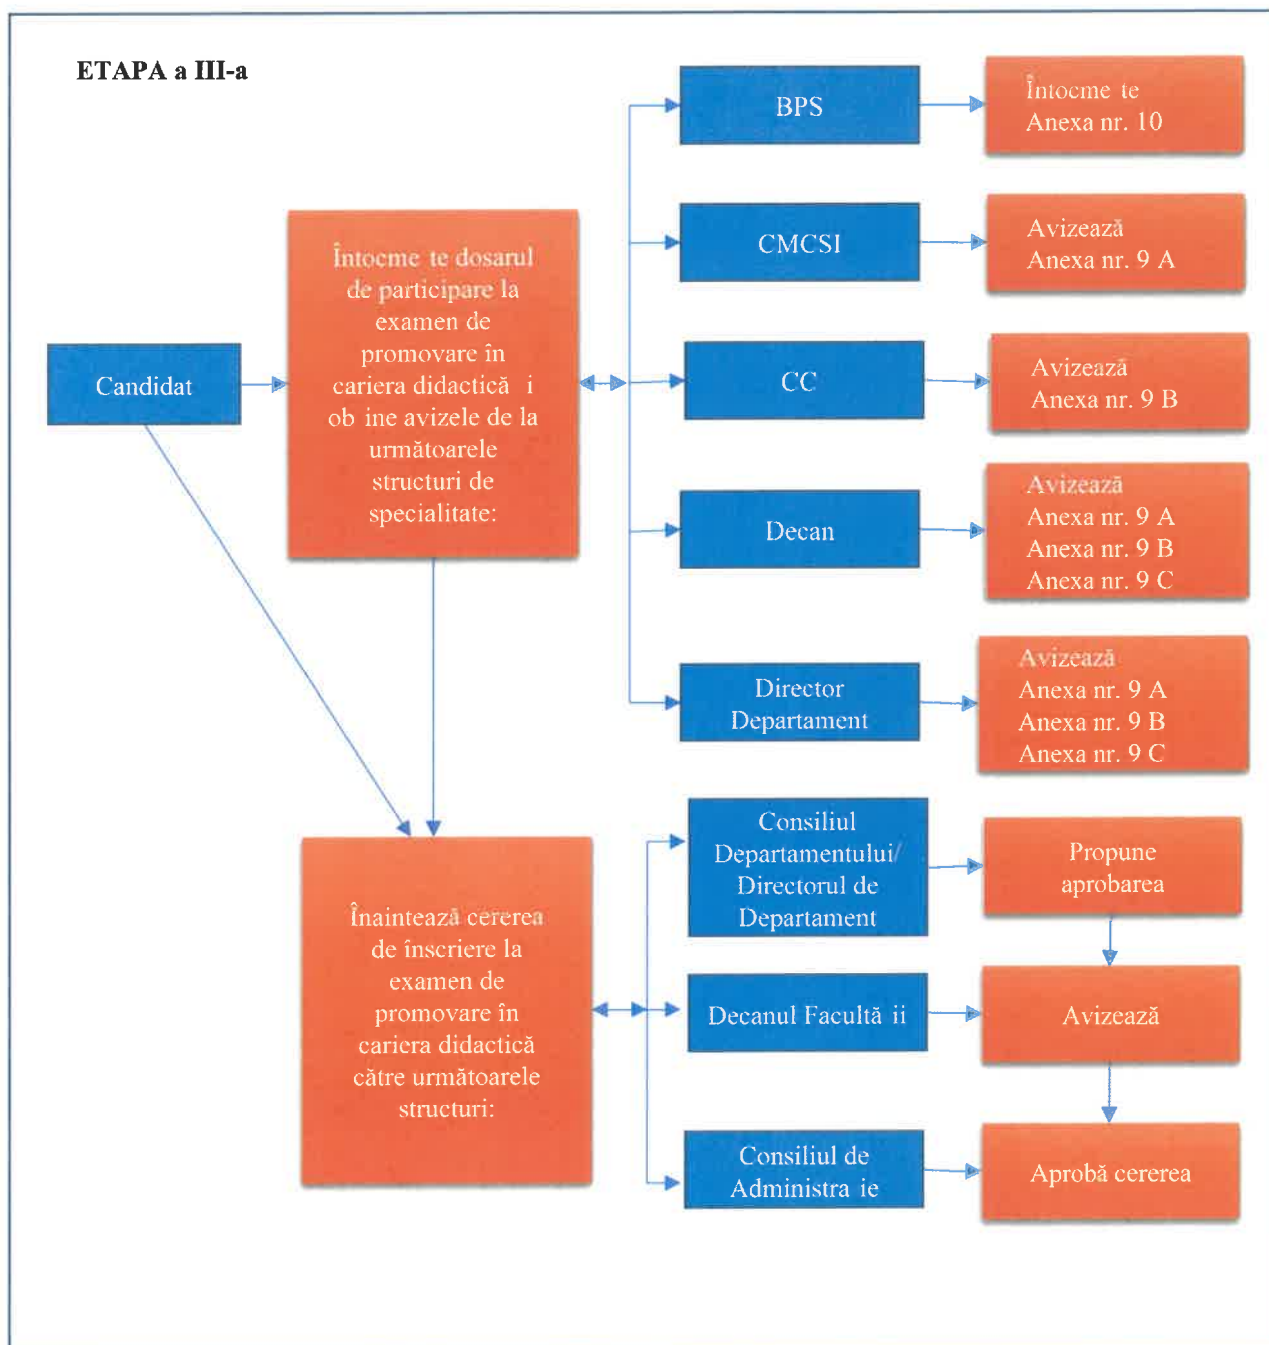 ETAPA a III-a
BPS
Întocme te
Anexa nr. 10
CMCSI
Avizează
Anexa nr. 9 A
Întocme te dosarul
de participare la
examen de
promovare în
cariera didactică i
ob ine avizele de la
următoarele
structuri de
specialitate:
Candidat
CC
Avizează
Anexa nr. 9 B
Decan
Avizează
Anexa nr. 9 A
Anexa nr. 9 B
Anexa nr. 9 C
Director
Departament
Avizează
Anexa nr. 9 A
Anexa nr. 9 B
Anexa nr. 9 C
Înaintează cererea
de înscriere la
examen de
promovare în
cariera didactică
către următoarele
structuri:
Consiliul
Departamentului/
Directorul de
Departament
Propune
aprobarea
Decanul Facultă ii
Avizează
Consiliul de
Administra ie
Aprobă cererea